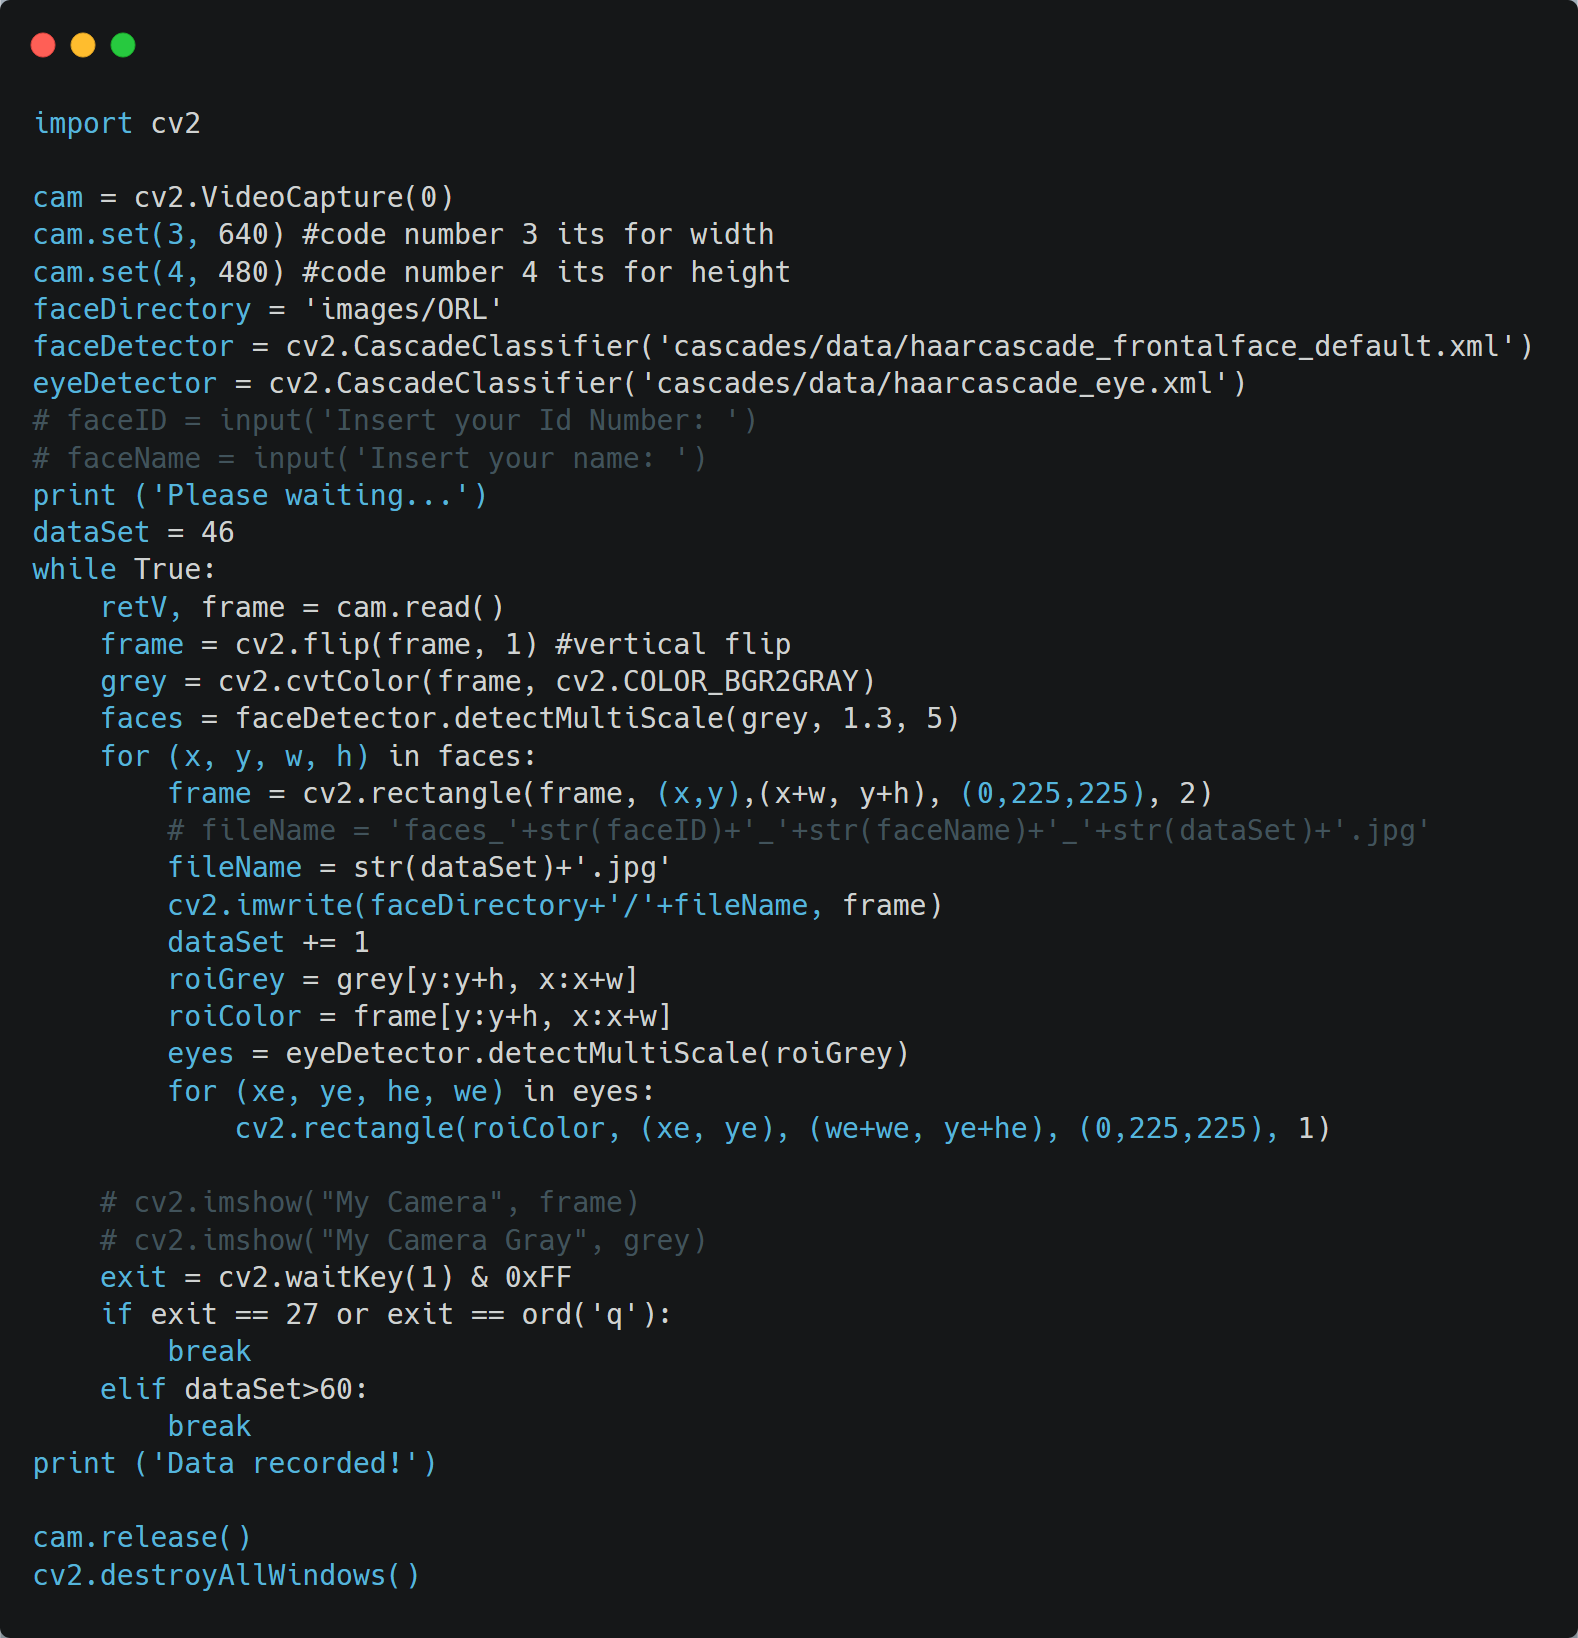 import cv2

cam = cv2.VideoCapture(0)
cam.set(3, 640) #code number 3 its for width
cam.set(4, 480) #code number 4 its for height
faceDirectory = 'images/ORL'
faceDetector = cv2.CascadeClassifier('cascades/data/haarcascade_frontalface_default.xml')
eyeDetector = cv2.CascadeClassifier('cascades/data/haarcascade_eye.xml')
# faceID = input('Insert your Id Number: ')
# faceName = input('Insert your name: ')
print ('Please waiting...')
dataSet = 46
while True:
    retV, frame = cam.read()
    frame = cv2.flip(frame, 1) #vertical flip
    grey = cv2.cvtColor(frame, cv2.COLOR_BGR2GRAY)
    faces = faceDetector.detectMultiScale(grey, 1.3, 5)
    for (x, y, w, h) in faces:
        frame = cv2.rectangle(frame, (x,y),(x+w, y+h), (0,225,225), 2)
        # fileName = 'faces_'+str(faceID)+'_'+str(faceName)+'_'+str(dataSet)+'.jpg'
        fileName = str(dataSet)+'.jpg'
        cv2.imwrite(faceDirectory+'/'+fileName, frame)
        dataSet += 1
        roiGrey = grey[y:y+h, x:x+w]
        roiColor = frame[y:y+h, x:x+w]
        eyes = eyeDetector.detectMultiScale(roiGrey)
        for (xe, ye, he, we) in eyes:
            cv2.rectangle(roiColor, (xe, ye), (we+we, ye+he), (0,225,225), 1)

    # cv2.imshow("My Camera", frame)
    # cv2.imshow("My Camera Gray", grey)
    exit = cv2.waitKey(1) & 0xFF
    if exit == 27 or exit == ord('q'):
        break
    elif dataSet>60:
        break
print ('Data recorded!')

cam.release()
cv2.destroyAllWindows()